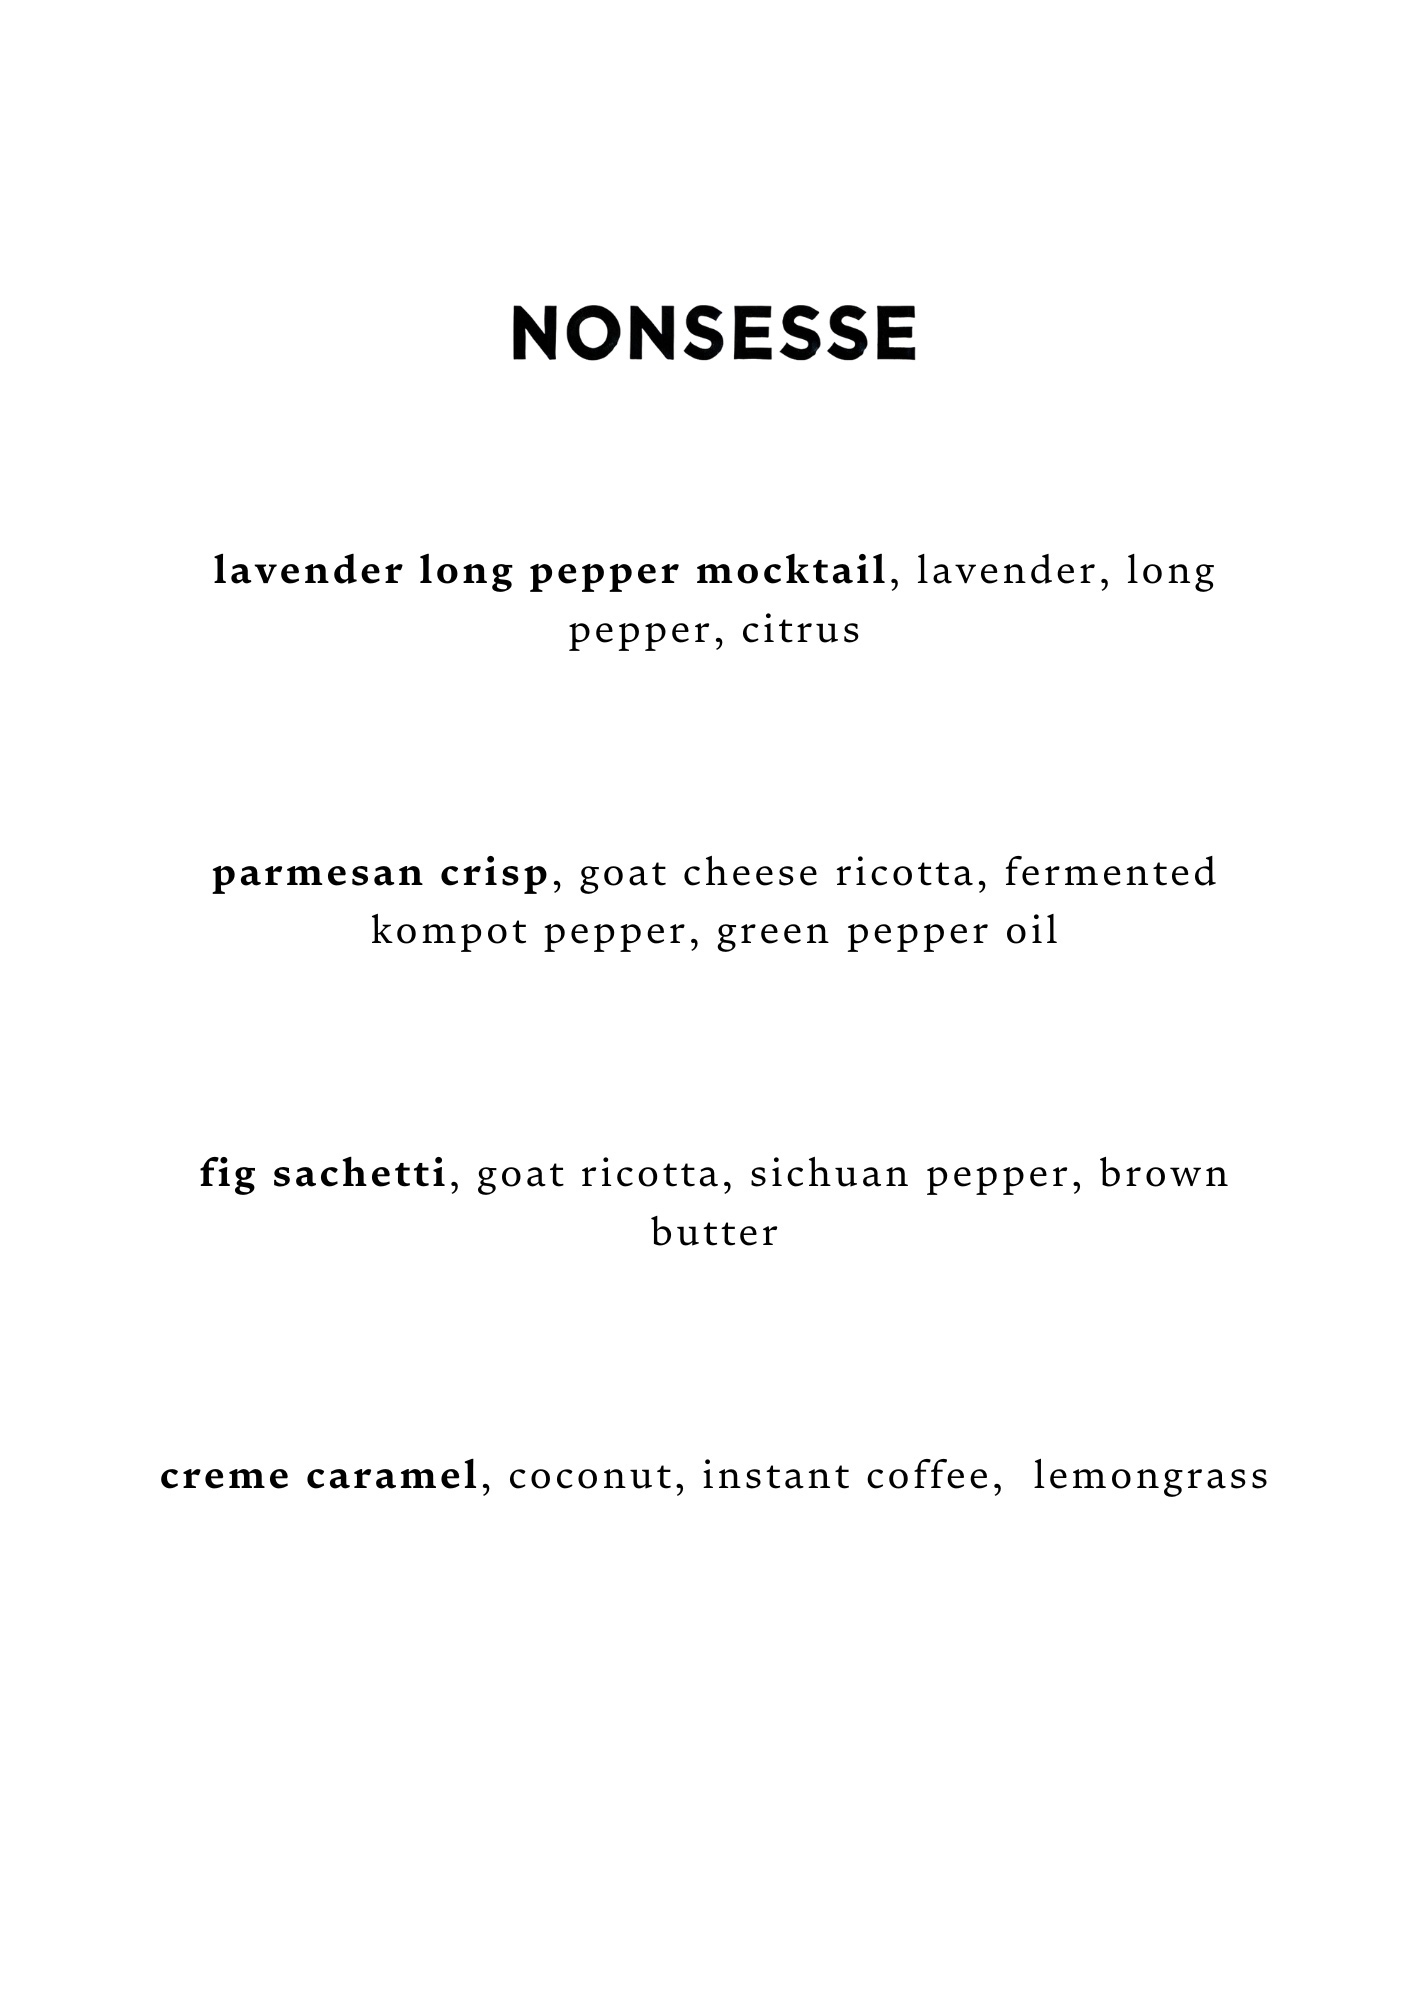 NONSESSE
lavender long pepper mocktail, lavender, long
pepper, citrus
parmesan crisp, goat cheese ricotta, fermented
kompot pepper, green pepper oil
fig sachetti, goat ricotta, sichuan pepper, brown
butter
creme caramel, coconut, instant coffee,  lemongrass